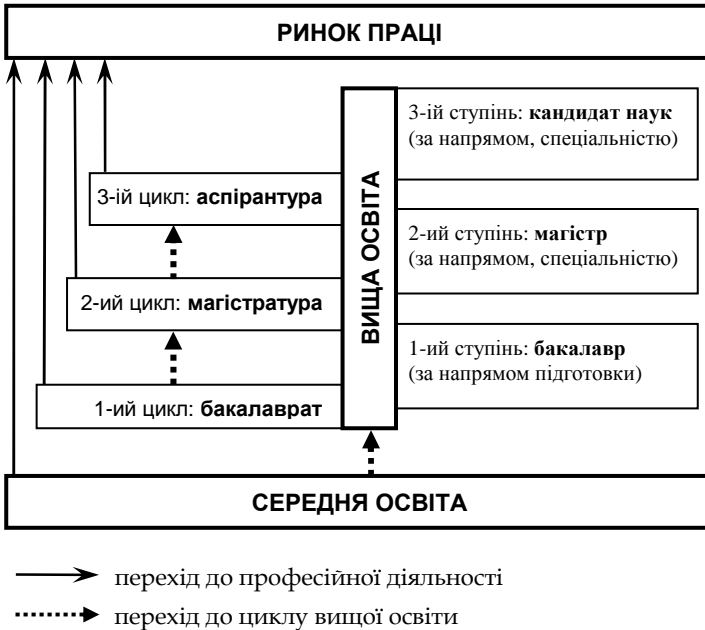 РИНОК ПРАЦІ
3-ій ступінь: кандидат наук
(за напрямом, спеціальністю)
3-ій цикл: аспірантура
ВИЩА ОСВІТА
2-ий ступінь: магістр
(за напрямом, спеціальністю)
2-ий цикл: магістратура
1-ий ступінь: бакалавр
(за напрямом підготовки)
1-ий цикл: бакалаврат
СЕРЕДНЯ ОСВІТА
перехід до професійної діяльності
перехід до циклу вищої освіти